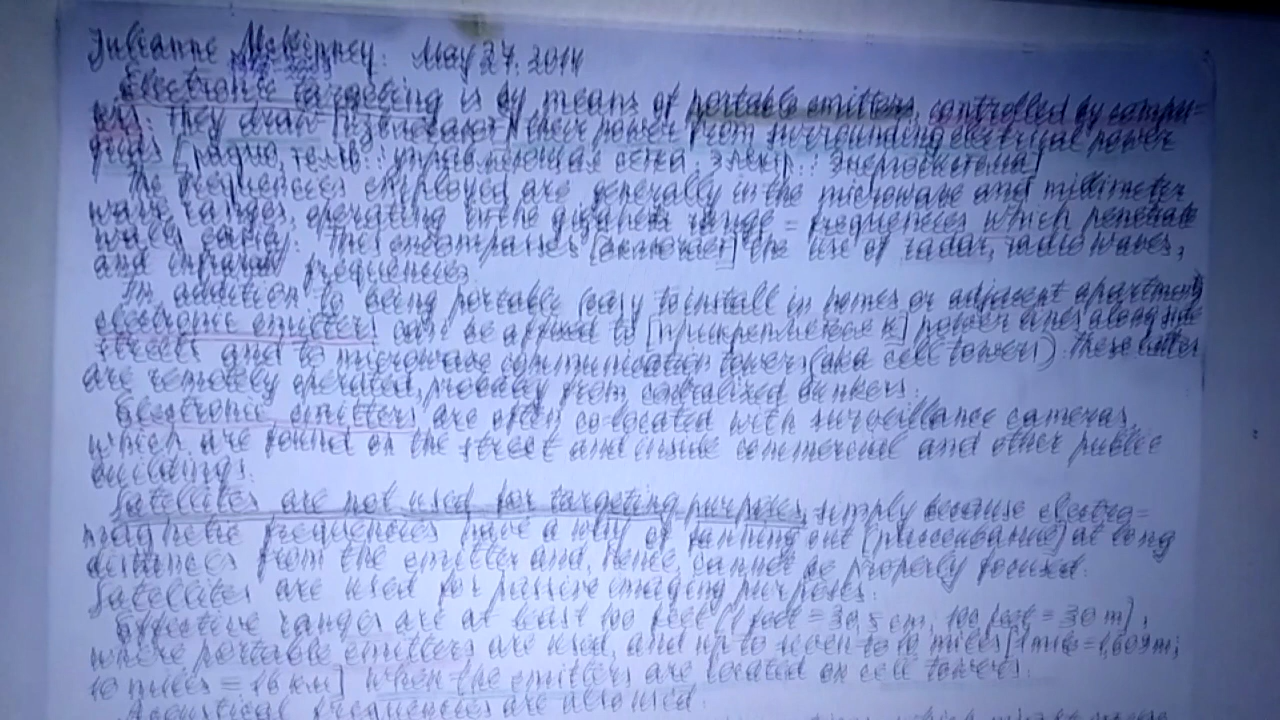 Julianne McKinney: May 27, 2014
Electronic targeting is by means of portable emitters, controlled by compu-
ters: they draw [извлекают] their power from surrounding electrical power
grids [радио, телев.: управляющая сетка: электр.: энергосистема]
The frequencies employed are generally in the microwave and millimeter
wave ranges, operating in the gigahertz range = frequencies which penetrate
walls easily. This encompasses [включает] the use of radar, radio waves,
and infrared frequencies.
In addition to being portable (easy to install in homes or adjacent apartments
electronic emitters can be affixed to [прикрепляться к] power lines alongside
streets and to microwave communication towers (aka cell towers). These latter
are remotely operated, probably from centralized bunkers.
Electronic emitters are often co-located with surveillance cameras,
which are found on the street and inside commercial and other public
buildings.
Satellites are not used for targeting purposes, simply because electro-
magnetic frequencies have a way of fanning out at long
distances from the emitter and, hence, cannot be properly focused.
Satellites are used for passive imaging purposes.
Effective ranges are at least 100 feet [1 feet = 30,5 cm, 100 feet = 30 m],
where portable emitters are used, and up to seven to 10 miles [1 mile = 1,609 m;
10 miles = 16 км] when the emitters are located on cell towers.
Acoustical frequencies are also used.